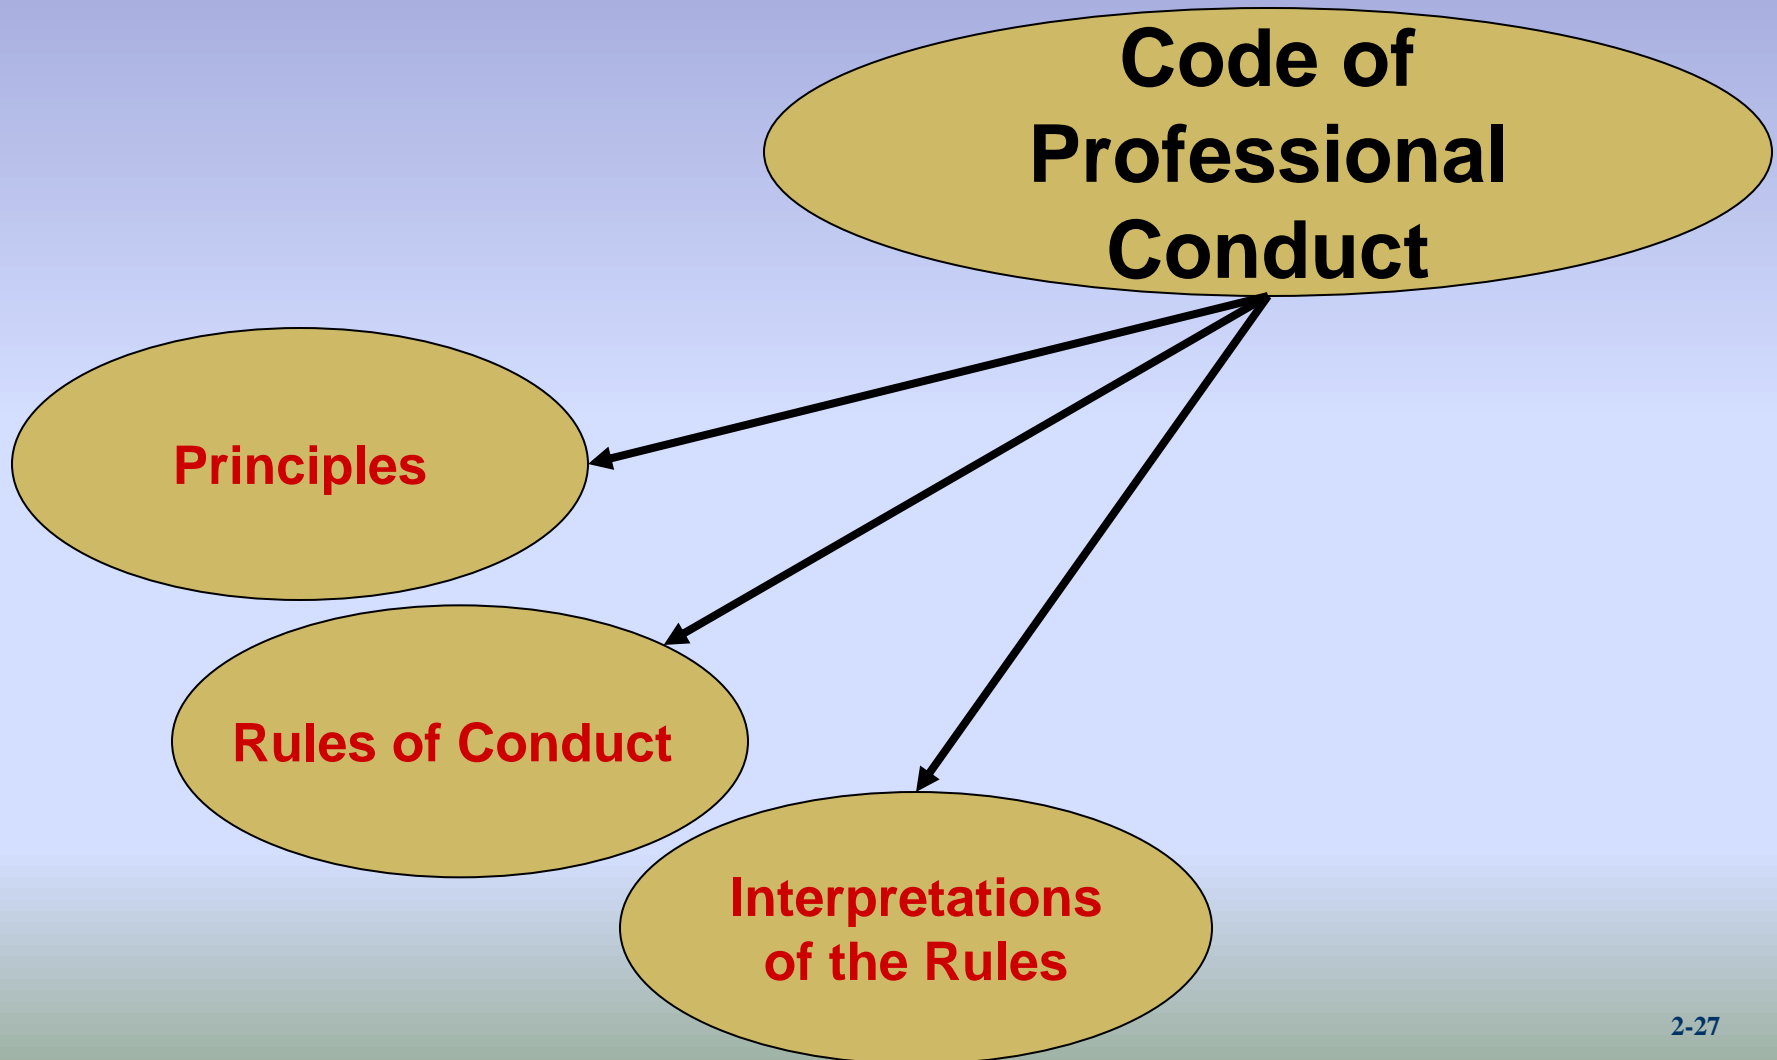 Code of
Professional
Conduct
Principles
Rules of Conduct
Interpretations
of the Rules
2-27